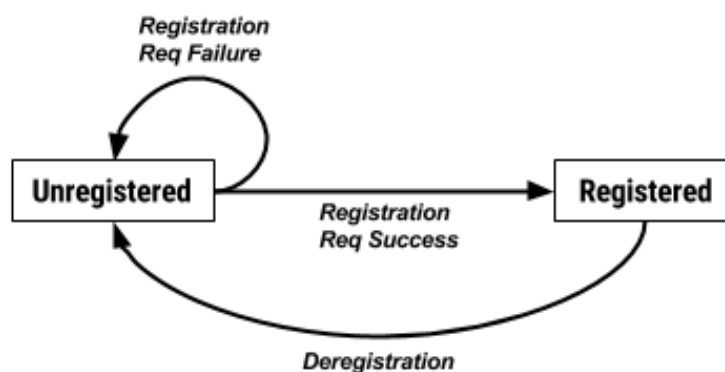 Registration
Req Failure
Unregistered
Registered
Registration
Req Success
Deregistration